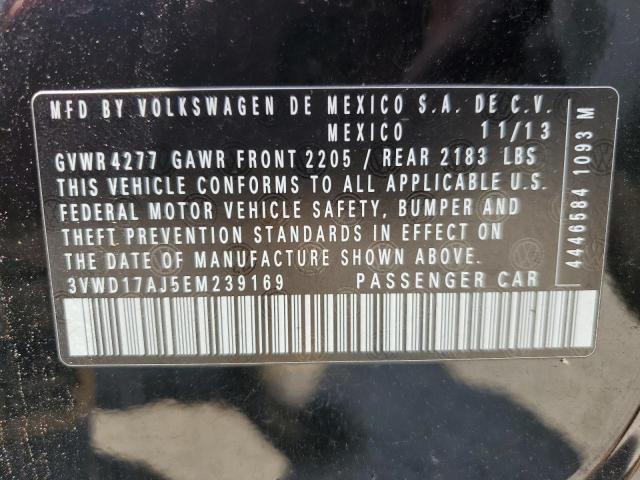 MFD BY VOLKSWAGEN DE MEXICO S.A. DE C.V.
MEXICO 11/13
GVWR4277 GAWR FRONT 2205 / REAR 2183 LBS
THIS VEHICLE CONFORMS TO ALL APPLICABLE U.S.
FEDERAL MOTOR VEHICLE SAFETY, BUMPER AND
THEFT PREVENTION STANDARDS IN EFFECT ON
THE DATE OF MANUFACTURE SHOWN ABOVE.
3VWD17AJ5EM239169 PASSENGER CAR
4446584 1093 M